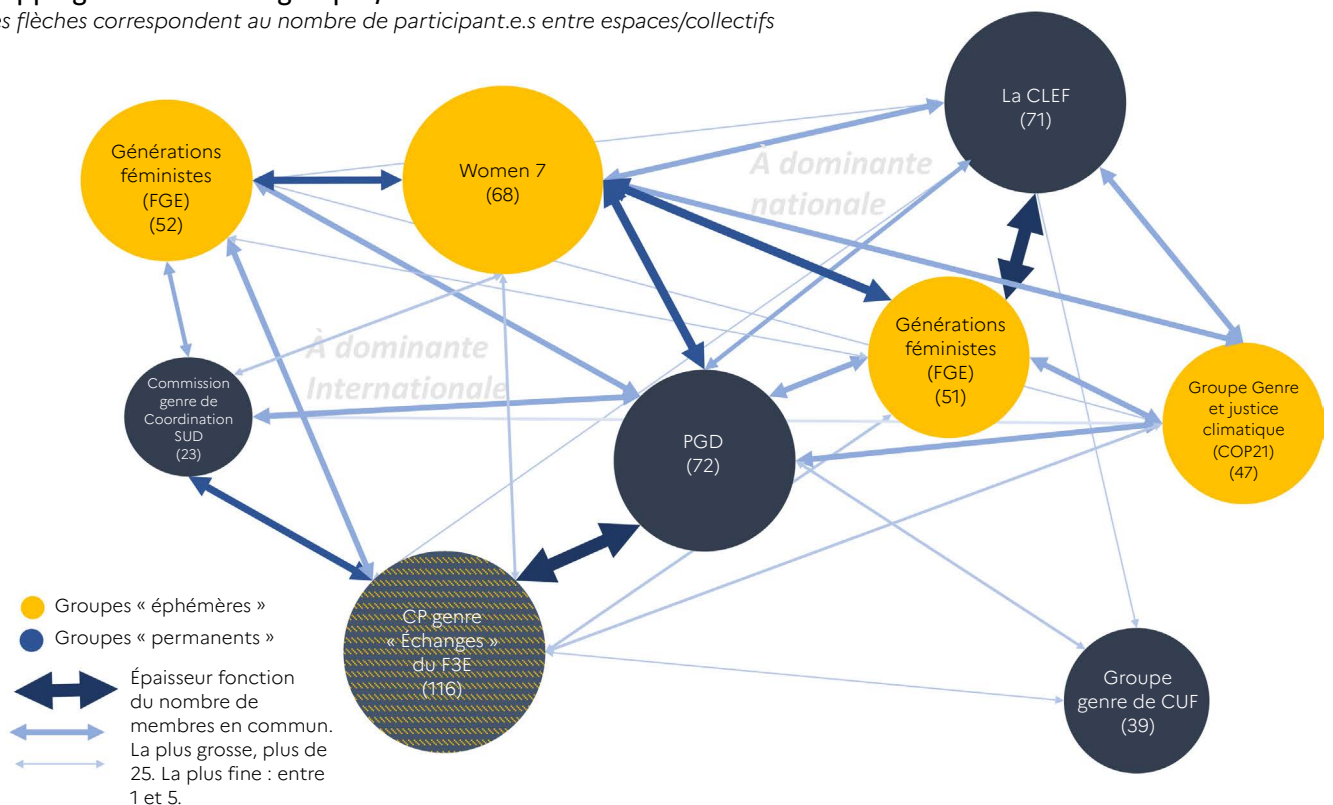 es flèches correspondent au nombre de participant.e.s entre espaces/collectifs
La CLEF
(71)
Générations
féministes
(FGE)
(52)
Women 7
(68)
À dominante
nationale
Générations
féministes
(FGE)
(51)
À dominante
Internationale
Commission
genre de
Coordination
SUD
(23)
Groupe Genre
et justice
climatique
(COP21)
(47)
PGD
(72)
CP genre
« Échanges »
du F3E
(116)
Groupe
genre de CUF
(39)
Groupes « éphémères »
Groupes « permanents »
Épaisseur fonction
du nombre de
membres en commun.
La plus grosse, plus de
25. La plus fine : entre
1 et 5.